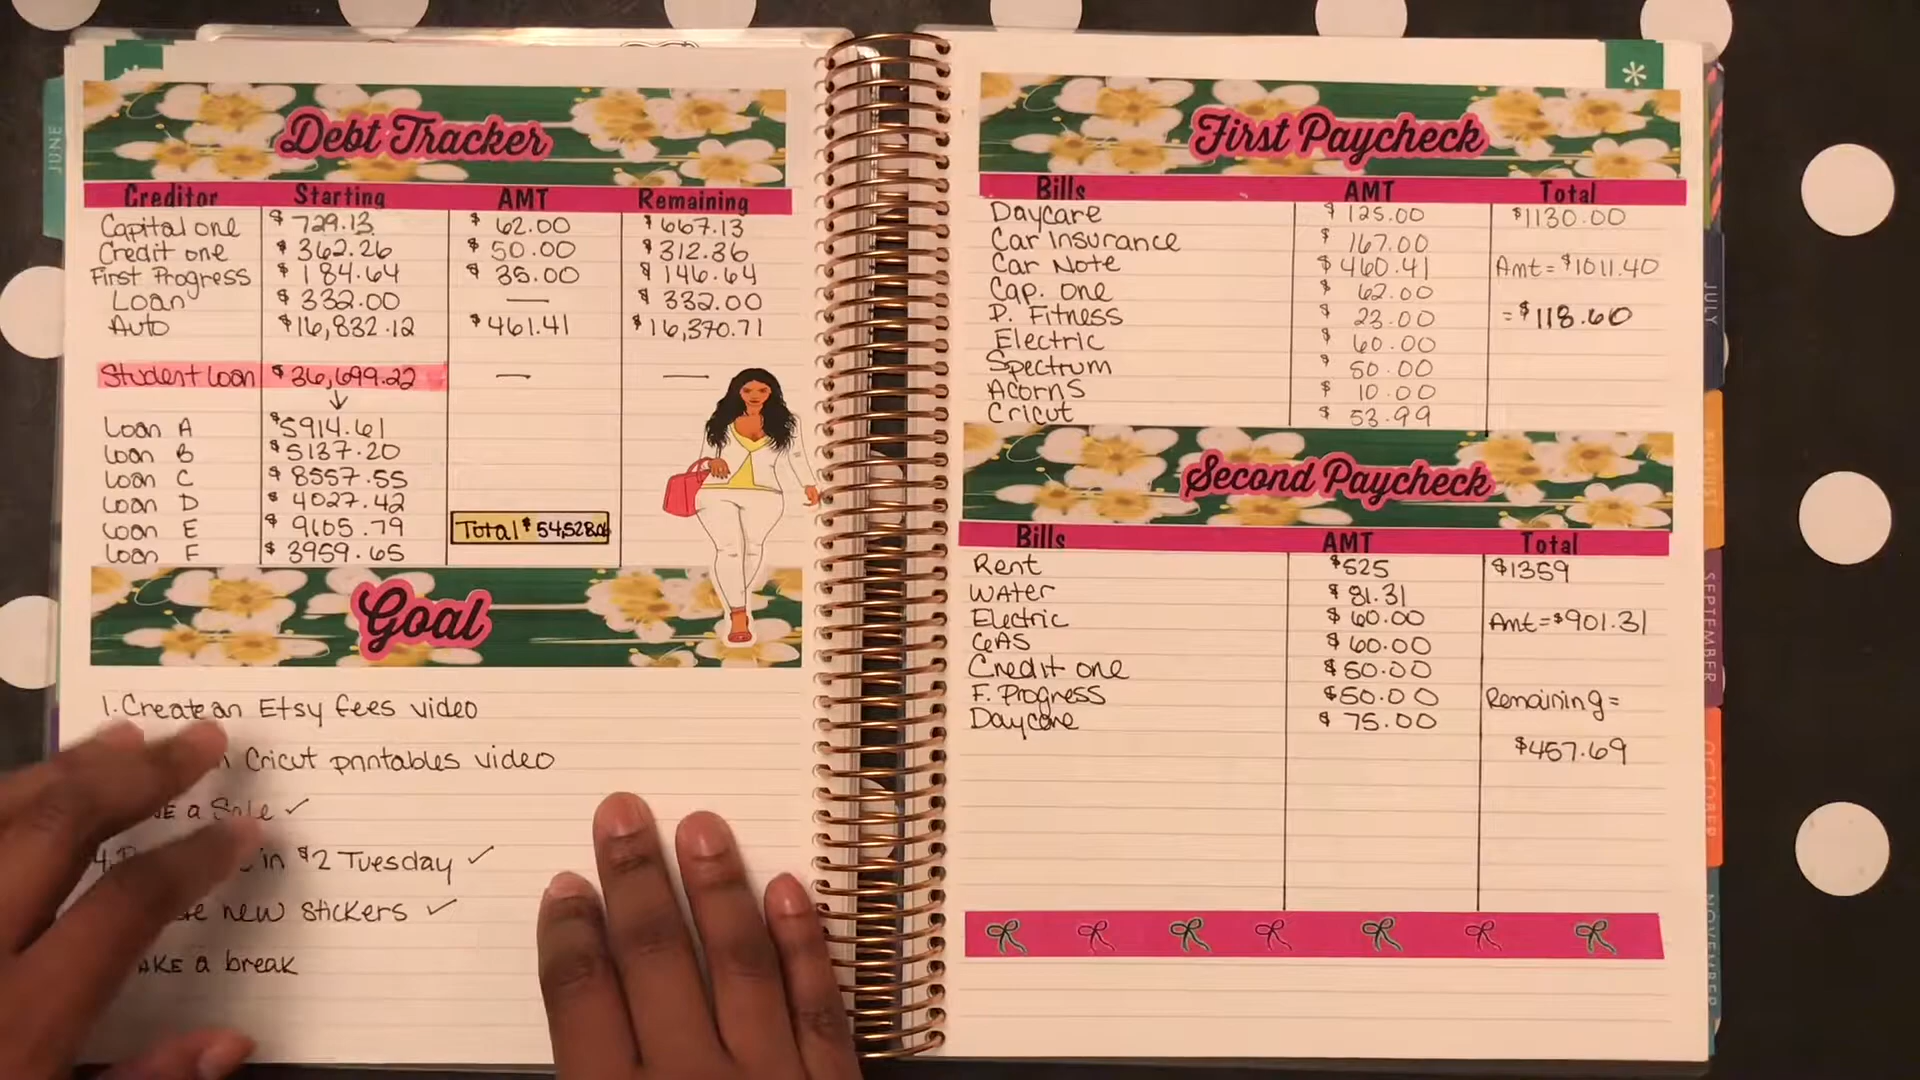 JUNE
Debt Tracker
Creditor Starting AMT Remaining
Capital one $729.13 $62.00 $667.13
Credit one $362.26 $50.00 $312.36
First Progress $184.64 $35.00 $146.64
Loan $332.00 — $332.00
Auto $16,832.12 $461.41 $16,370.71
Student Loan $36,699.22 — —
Loan A $5914.61
Loan B $5137.20
Loan C $8557.55
Loan D $4027.42
Loan E $9105.79 Total $54,528.06
Loan F $3959.65
Goal
1. Create an Etsy fees video
Cricut printables video
a Sale ✓
4. in $2 Tuesday ✓
new stickers ✓
a break
First Paycheck
Bills AMT Total
Daycare $125.00 $1130.00
Car Insurance $167.00
Car Note $460.41 Amt = $1011.40
Cap. One $62.00
P. Fitness $23.00 = $118.60
Electric $60.00
Spectrum $50.00
Acorns $10.00
Cricut $53.99
Second Paycheck
Bills AMT Total
Rent $525 $1359
Water $81.31
Electric $60.00 Amt = $901.31
GAS $60.00
Credit one $50.00
F. Progress $50.00 Remaining =
Daycare $75.00
$457.69
JULY
AUGUST
SEPTEMBER
OCTOBER
NOVEMBER